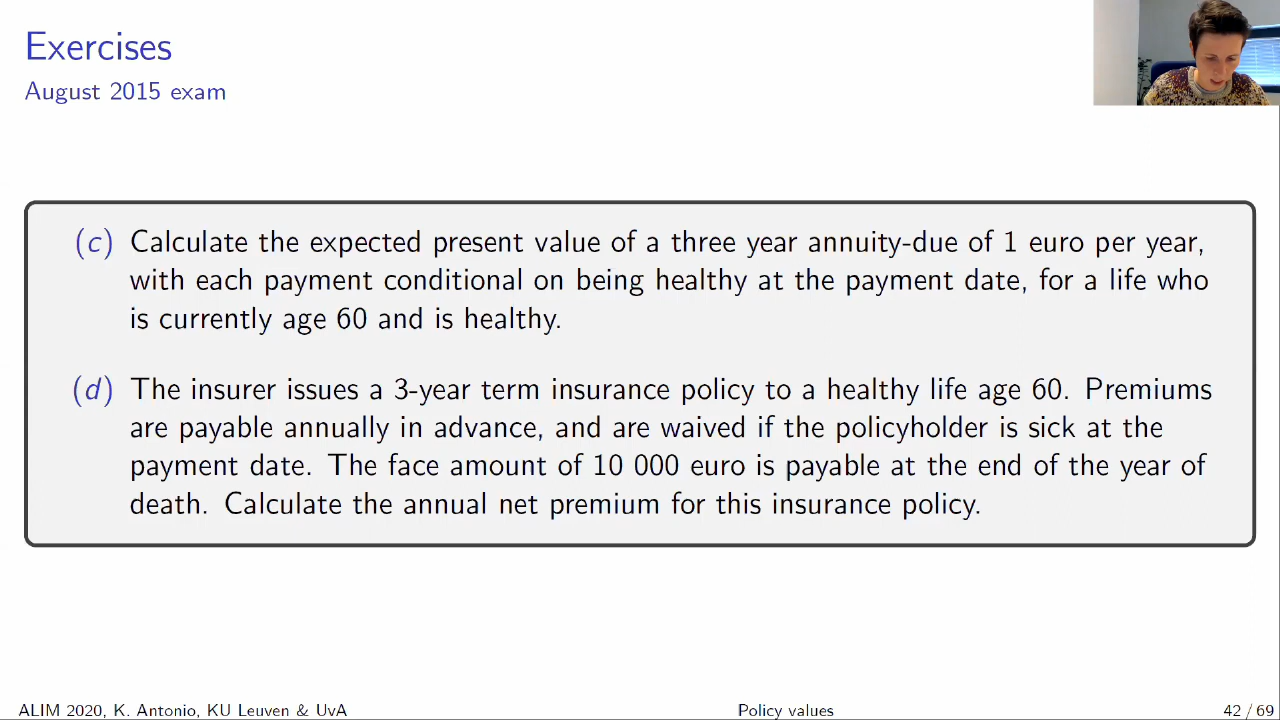 Exercises
August 2015 exam
(c) Calculate the expected present value of a three year annuity-due of 1 euro per year,
with each payment conditional on being healthy at the payment date, for a life who
is currently age 60 and is healthy.
(d) The insurer issues a 3-year term insurance policy to a healthy life age 60. Premiums
are payable annually in advance, and are waived if the policyholder is sick at the
payment date. The face amount of 10 000 euro is payable at the end of the year of
death. Calculate the annual net premium for this insurance policy.
ALIM 2020, K. Antonio, KU Leuven & UvA
Policy values
42 / 69